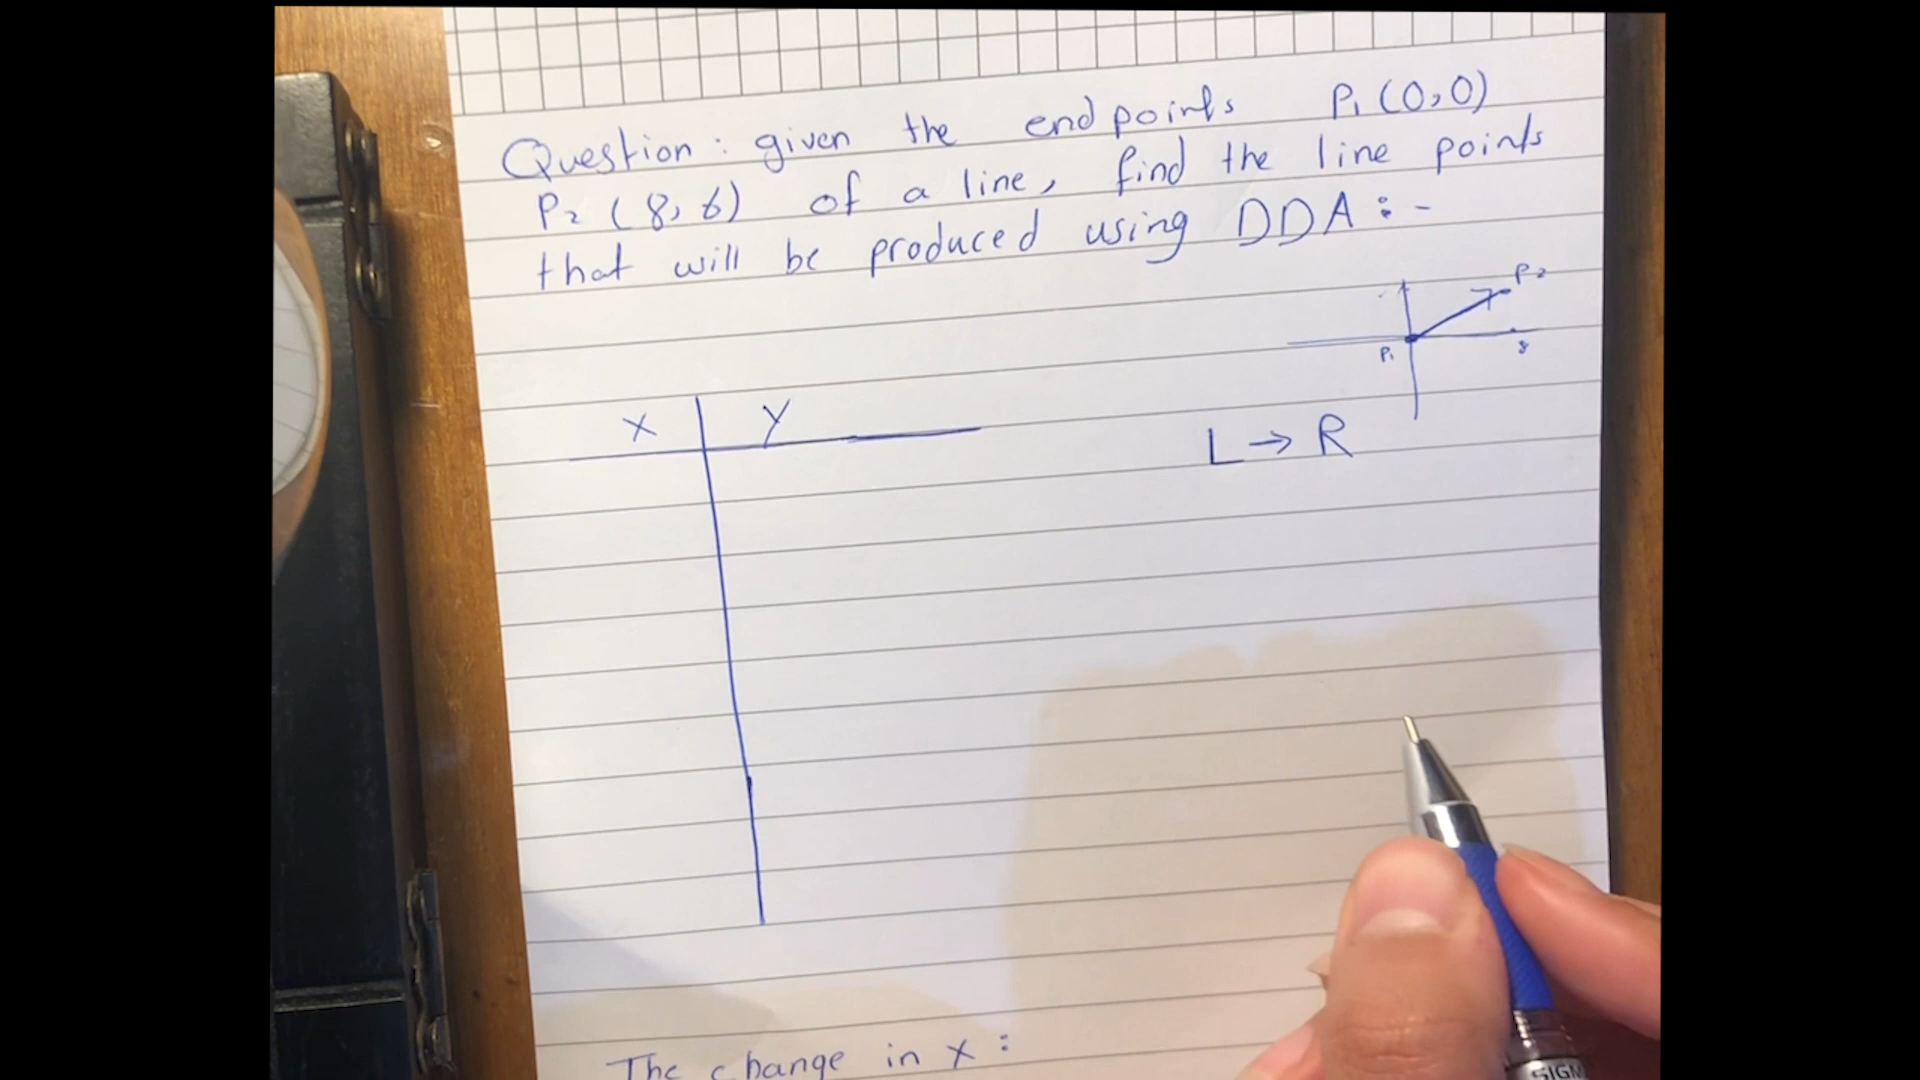 Question: given the end points P₁ (0,0)
P₂ (8,6) of a line, find the line points
that will be produced using DDA :-
P₂
P₁
8
X Y
L → R
The change in x :
SIGM